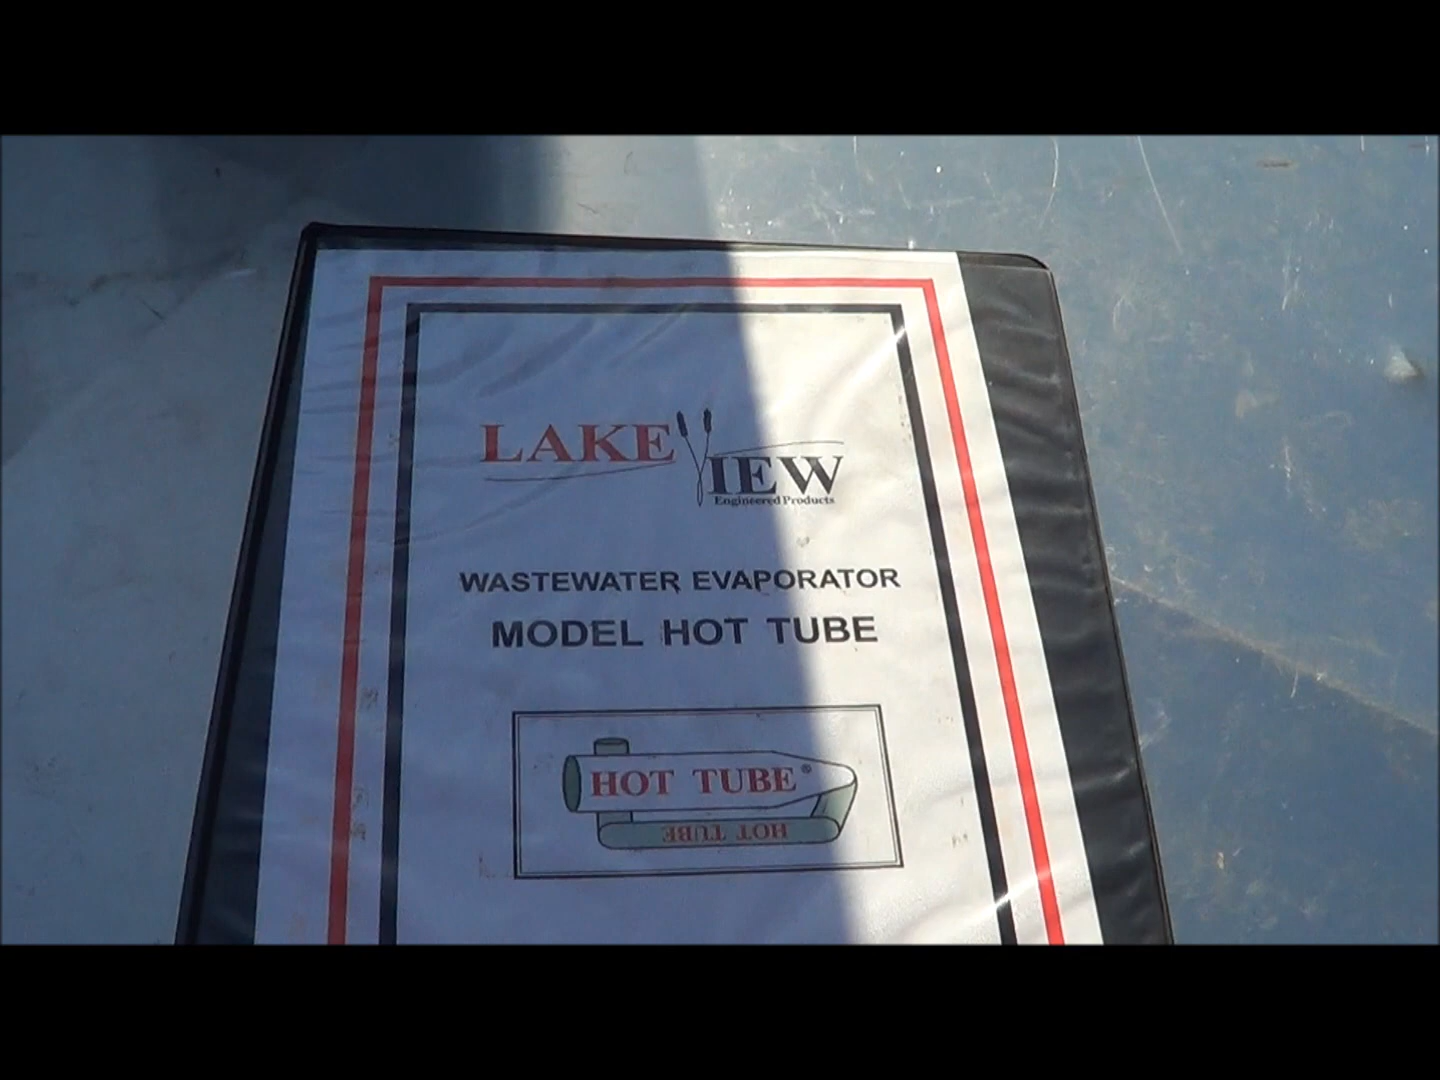 LAKE VIEW
Engineered Products
WASTEWATER EVAPORATOR
MODEL HOT TUBE
HOT TUBE®
HOT TUBE